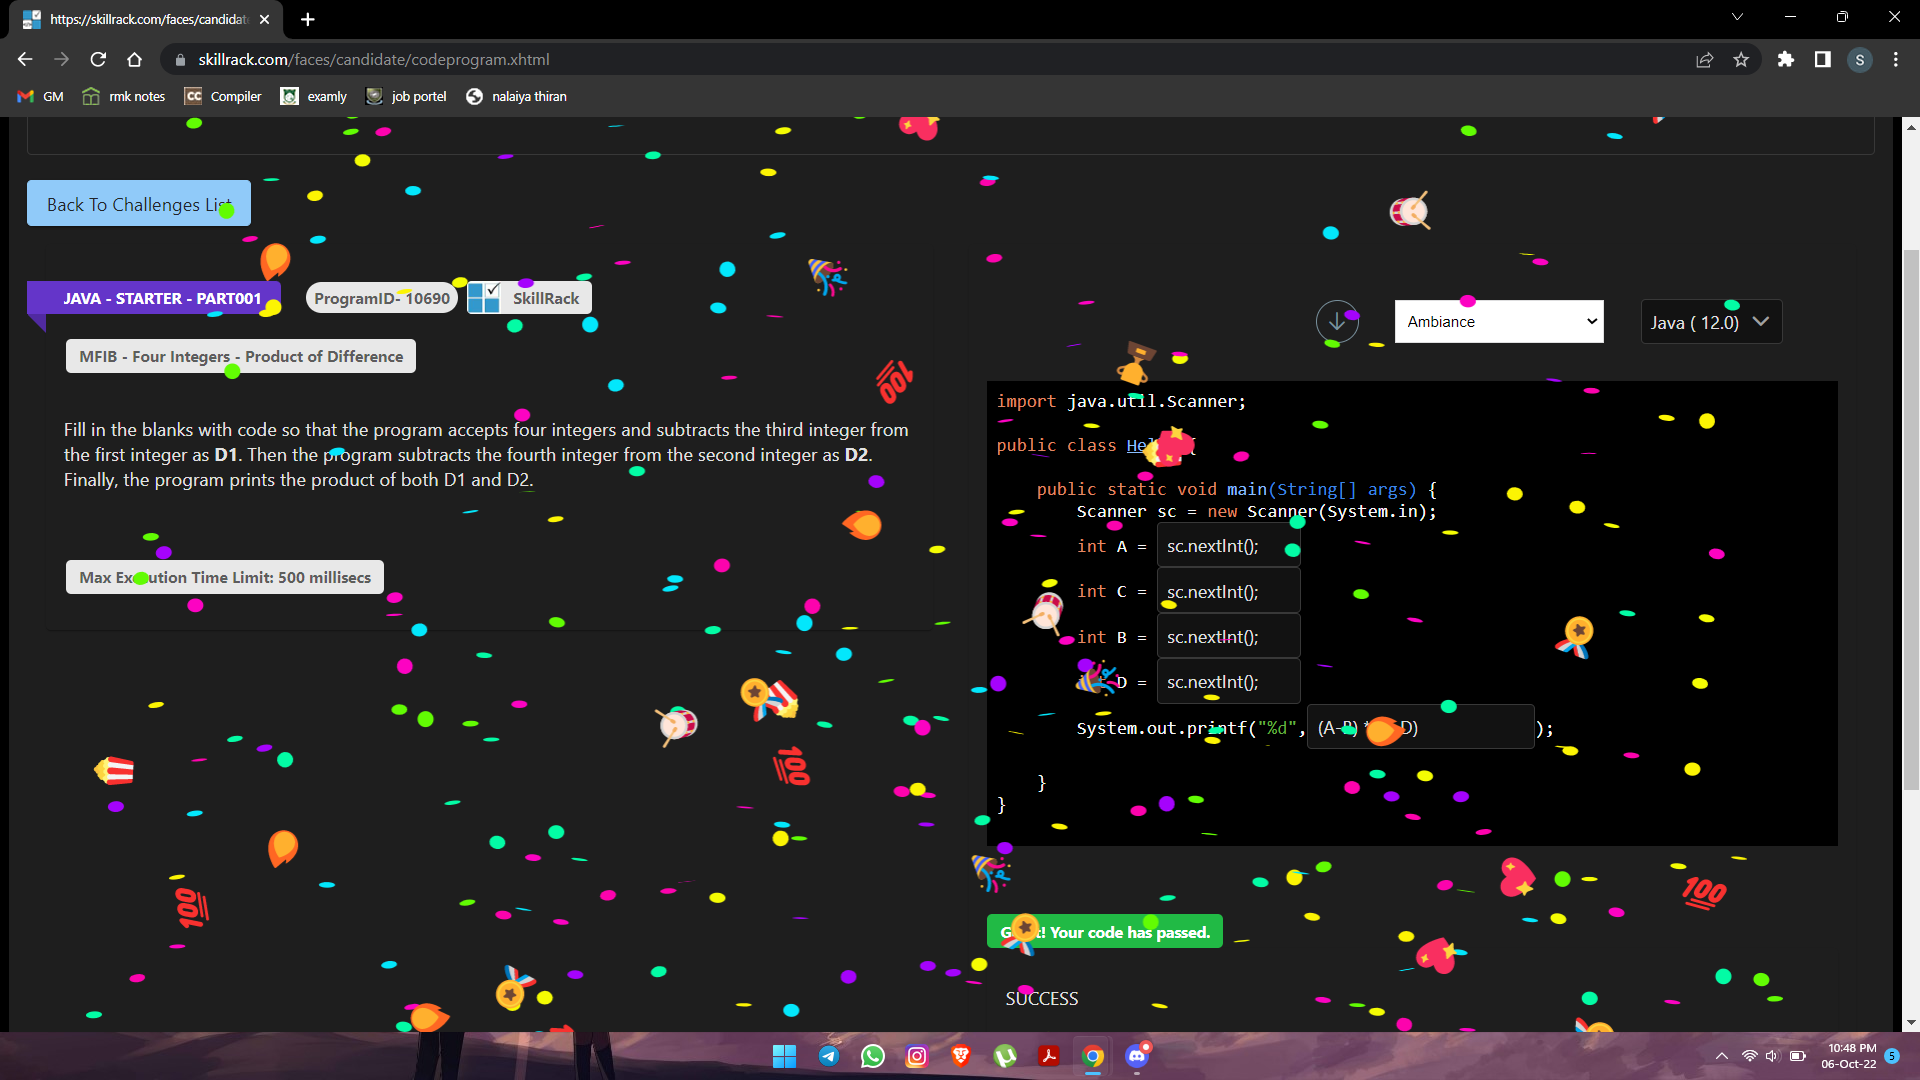 https://skillrack.com/faces/candidat
skillrack.com/faces/candidate/codeprogram.xhtml
S
GM
rmk notes
CC Compiler
examly
job portel
nalaiya thiran
Back To Challenges List
JAVA - STARTER - PART001
ProgramID- 10690
SkillRack
Ambiance
Java ( 12.0)
MFIB - Four Integers - Product of Difference
Fill in the blanks with code so that the program accepts four integers and subtracts the third integer from
the first integer as D1. Then the program subtracts the fourth integer from the second integer as D2.
Finally, the program prints the product of both D1 and D2.
Max Execution Time Limit: 500 millisecs
import java.util.Scanner;
public class {
public static void main(String[] args) {
Scanner sc = new Scanner(System.in);
int A = sc.nextInt();
int C = sc.nextInt();
int B = sc.nextInt();
D = sc.nextInt();
System.out.printf("%d", (A-B) * D) );
}
}
Great! Your code has passed.
SUCCESS
10:48 PM
06-Oct-22
5